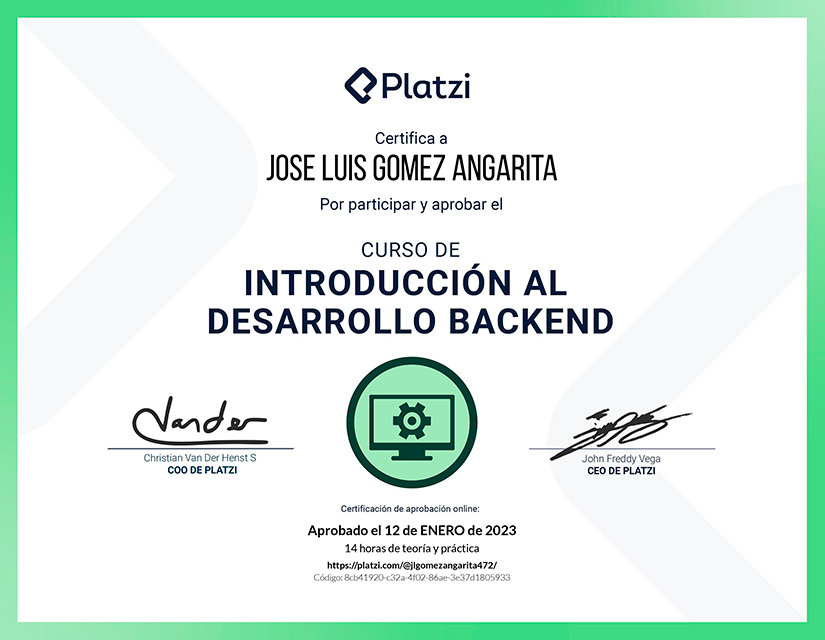 Platzi
Certifica a
JOSE LUIS GOMEZ ANGARITA
Por participar y aprobar el
CURSO DE
INTRODUCCIÓN AL
DESARROLLO BACKEND
Vander
Christian Van Der Henst S
COO DE PLATZI
John Freddy Vega
CEO DE PLATZI
Certificación de aprobación online:
Aprobado el 12 de ENERO de 2023
14 horas de teoría y práctica
https://platzi.com/@jlgomezangarita472/
Código: 8cb41920-c32a-4f02-86ae-3e37d1805933